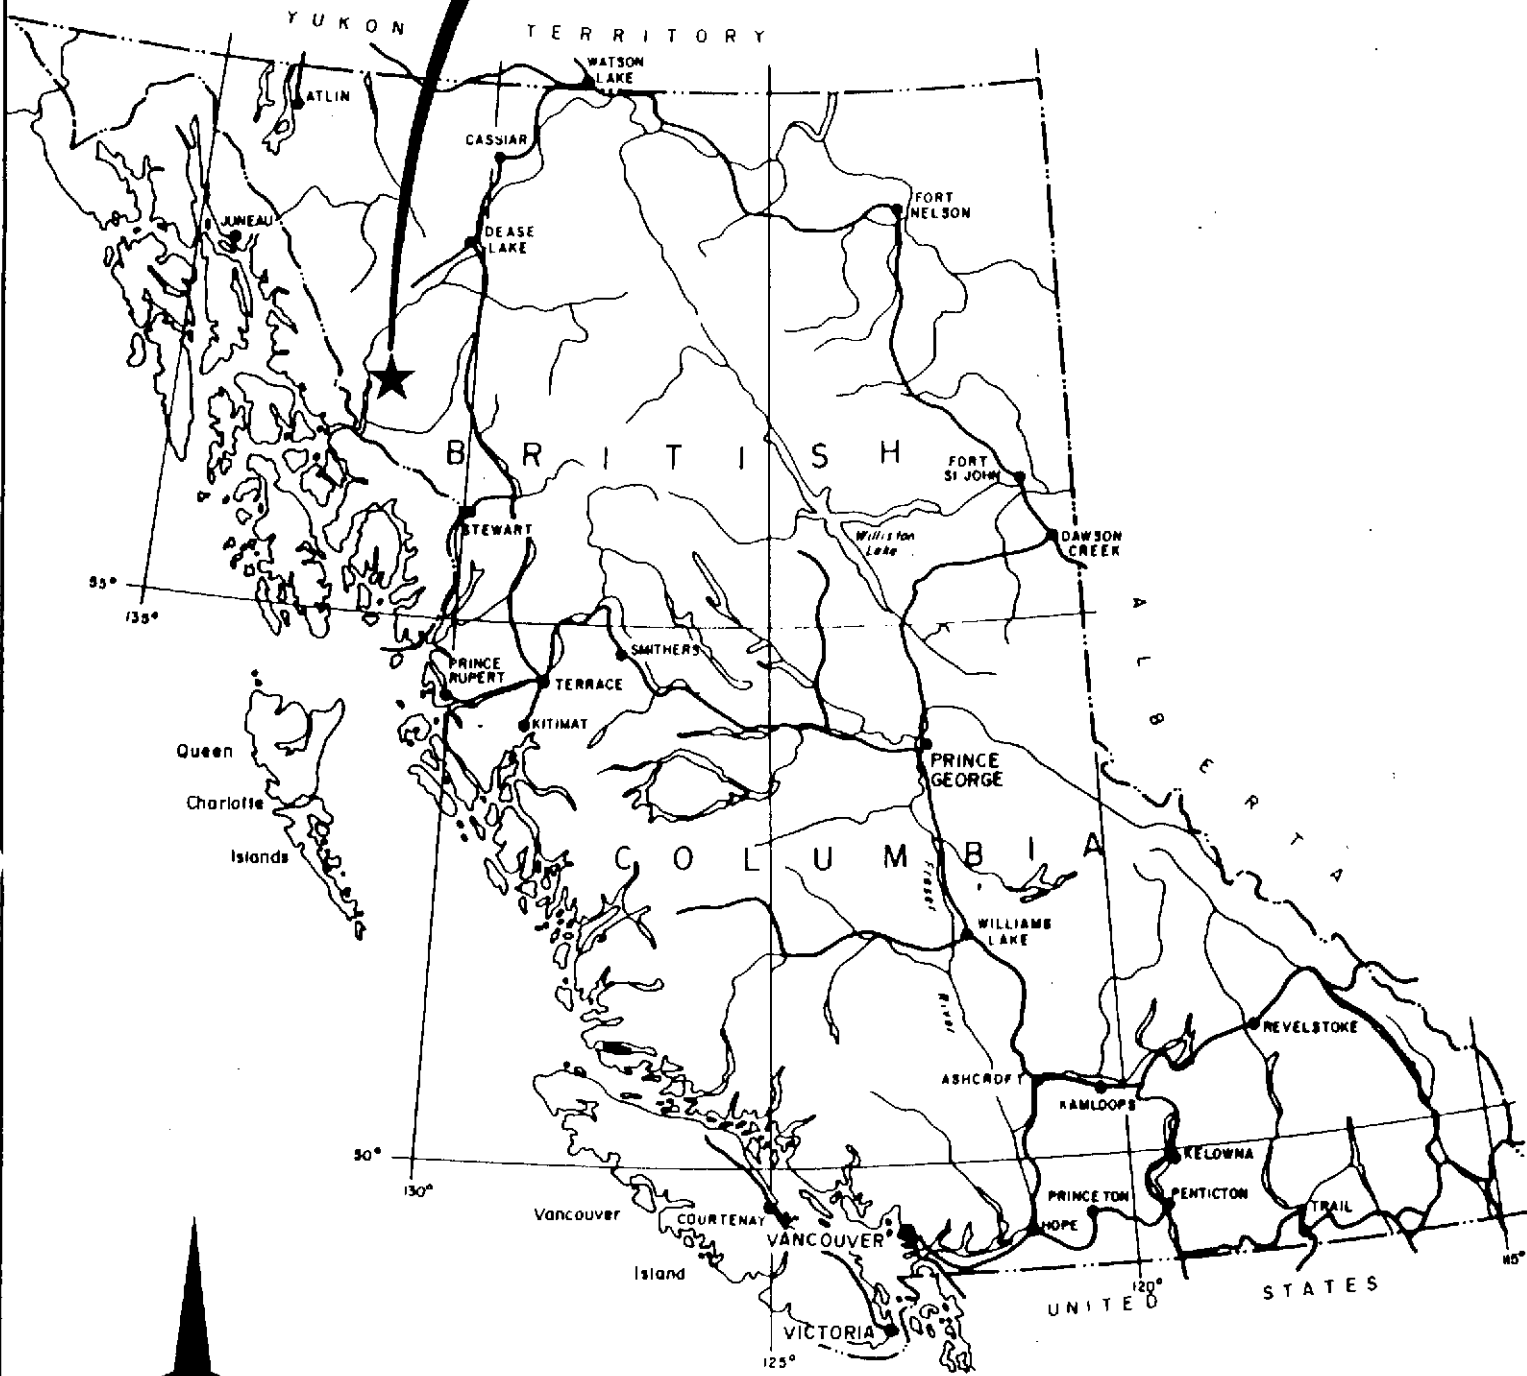 YUKON TERRITORY
WATSON
LAKE
ATLIN
CASSIAR
FORT
NELSON
JUNEAU
DEASE
LAKE
BRITISH
FORT
ST JOHN
STEWART
Williston
Lake
DAWSON
CREEK
55°
135°
ALBERTA
SMITHERS
PRINCE
RUPERT
TERRACE
KITIMAT
Queen
Charlotte
Islands
PRINCE
GEORGE
COLUMBIA
Fraser
River
WILLIAMS
LAKE
REVELSTOKE
ASHCROFT
KAMLOOPS
50°
130°
KELOWNA
PRINCETON
PENTICTON
TRAIL
Vancouver
Island
COURTENAY
VANCOUVER
HOPE
120°
115°
UNITED STATES
VICTORIA
125°